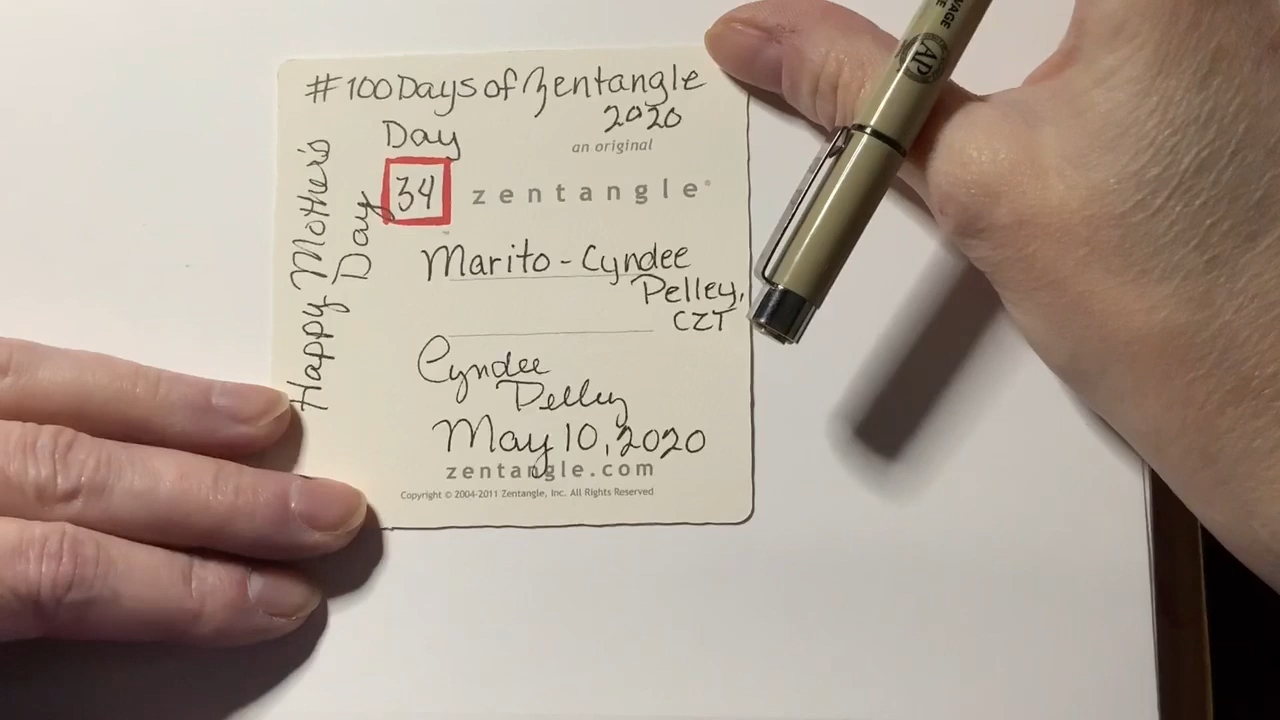 #100DaysofZentangle
2020
Day
an original
34
zentangle®
Happy Mother's
Day
Marito - Cyndee
Pelley,
CZT
Cyndee
Pelley
May 10, 2020
zentangle.com
Copyright © 2004-2011 Zentangle, Inc. All Rights Reserved
AP